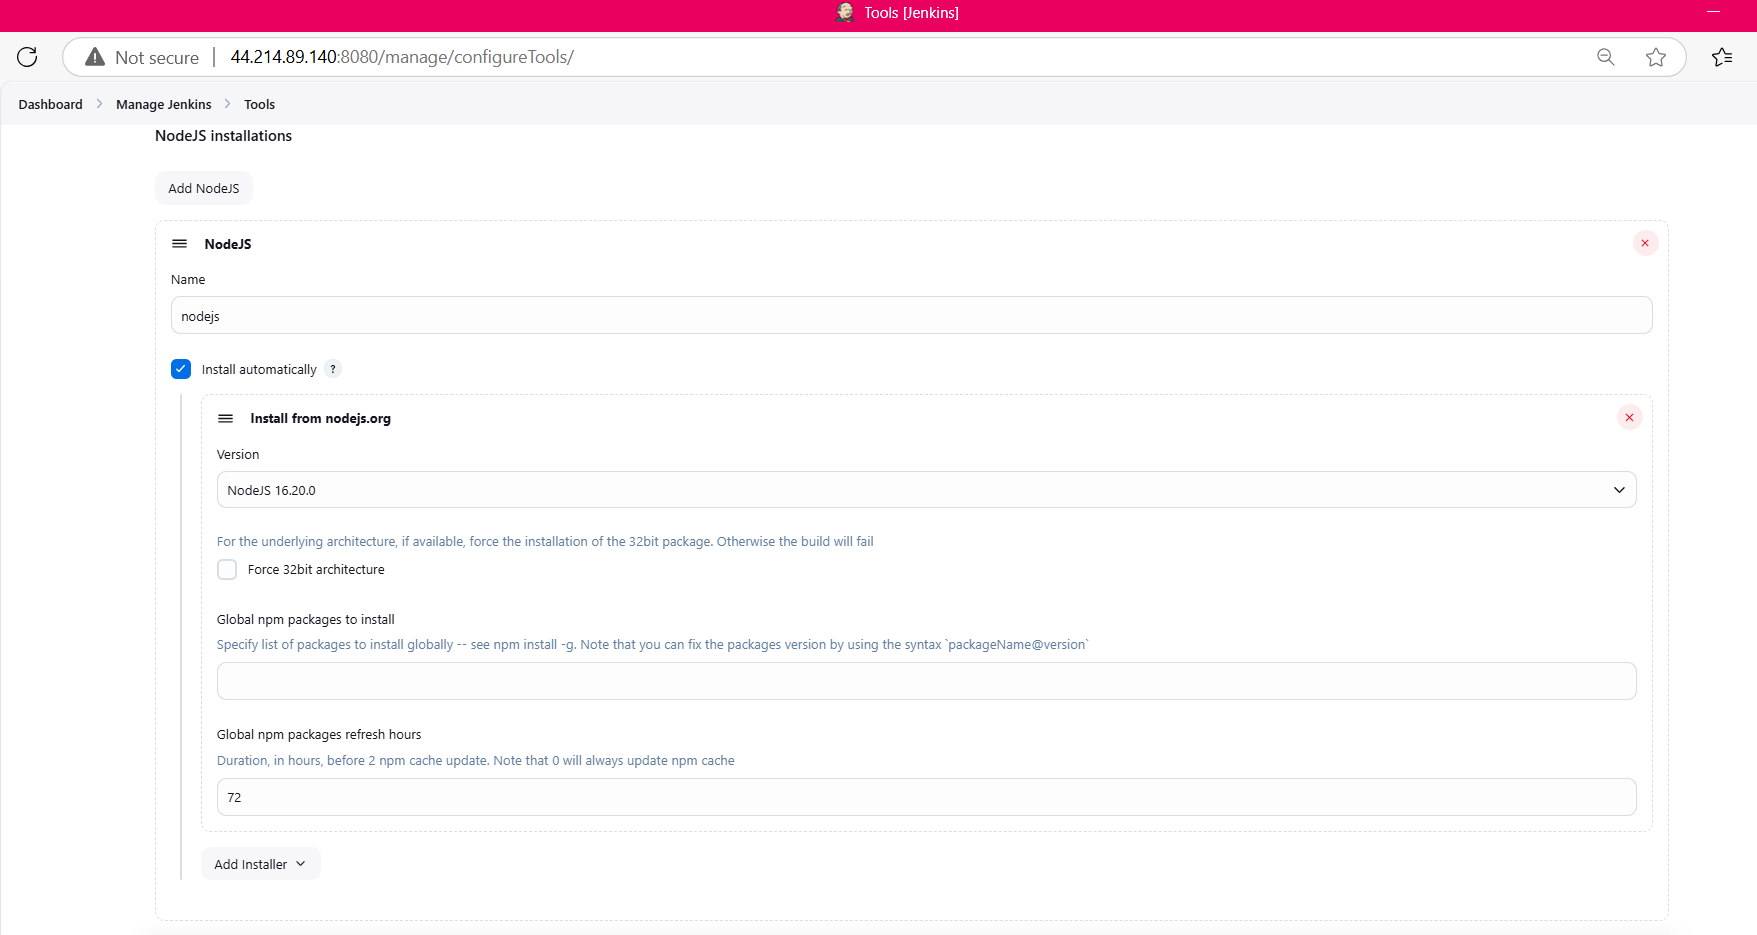 Tools [Jenkins]
Not secure 44.214.89.140:8080/manage/configureTools/
Dashboard Manage Jenkins Tools
NodeJS installations
Add NodeJS
NodeJS
Name
nodejs
Install automatically ?
Install from nodejs.org
Version
NodeJS 16.20.0
For the underlying architecture, if available, force the installation of the 32bit package. Otherwise the build will fail
Force 32bit architecture
Global npm packages to install
Specify list of packages to install globally -- see npm install -g. Note that you can fix the packages version by using the syntax `packageName@version`
Global npm packages refresh hours
Duration, in hours, before 2 npm cache update. Note that 0 will always update npm cache
72
Add Installer